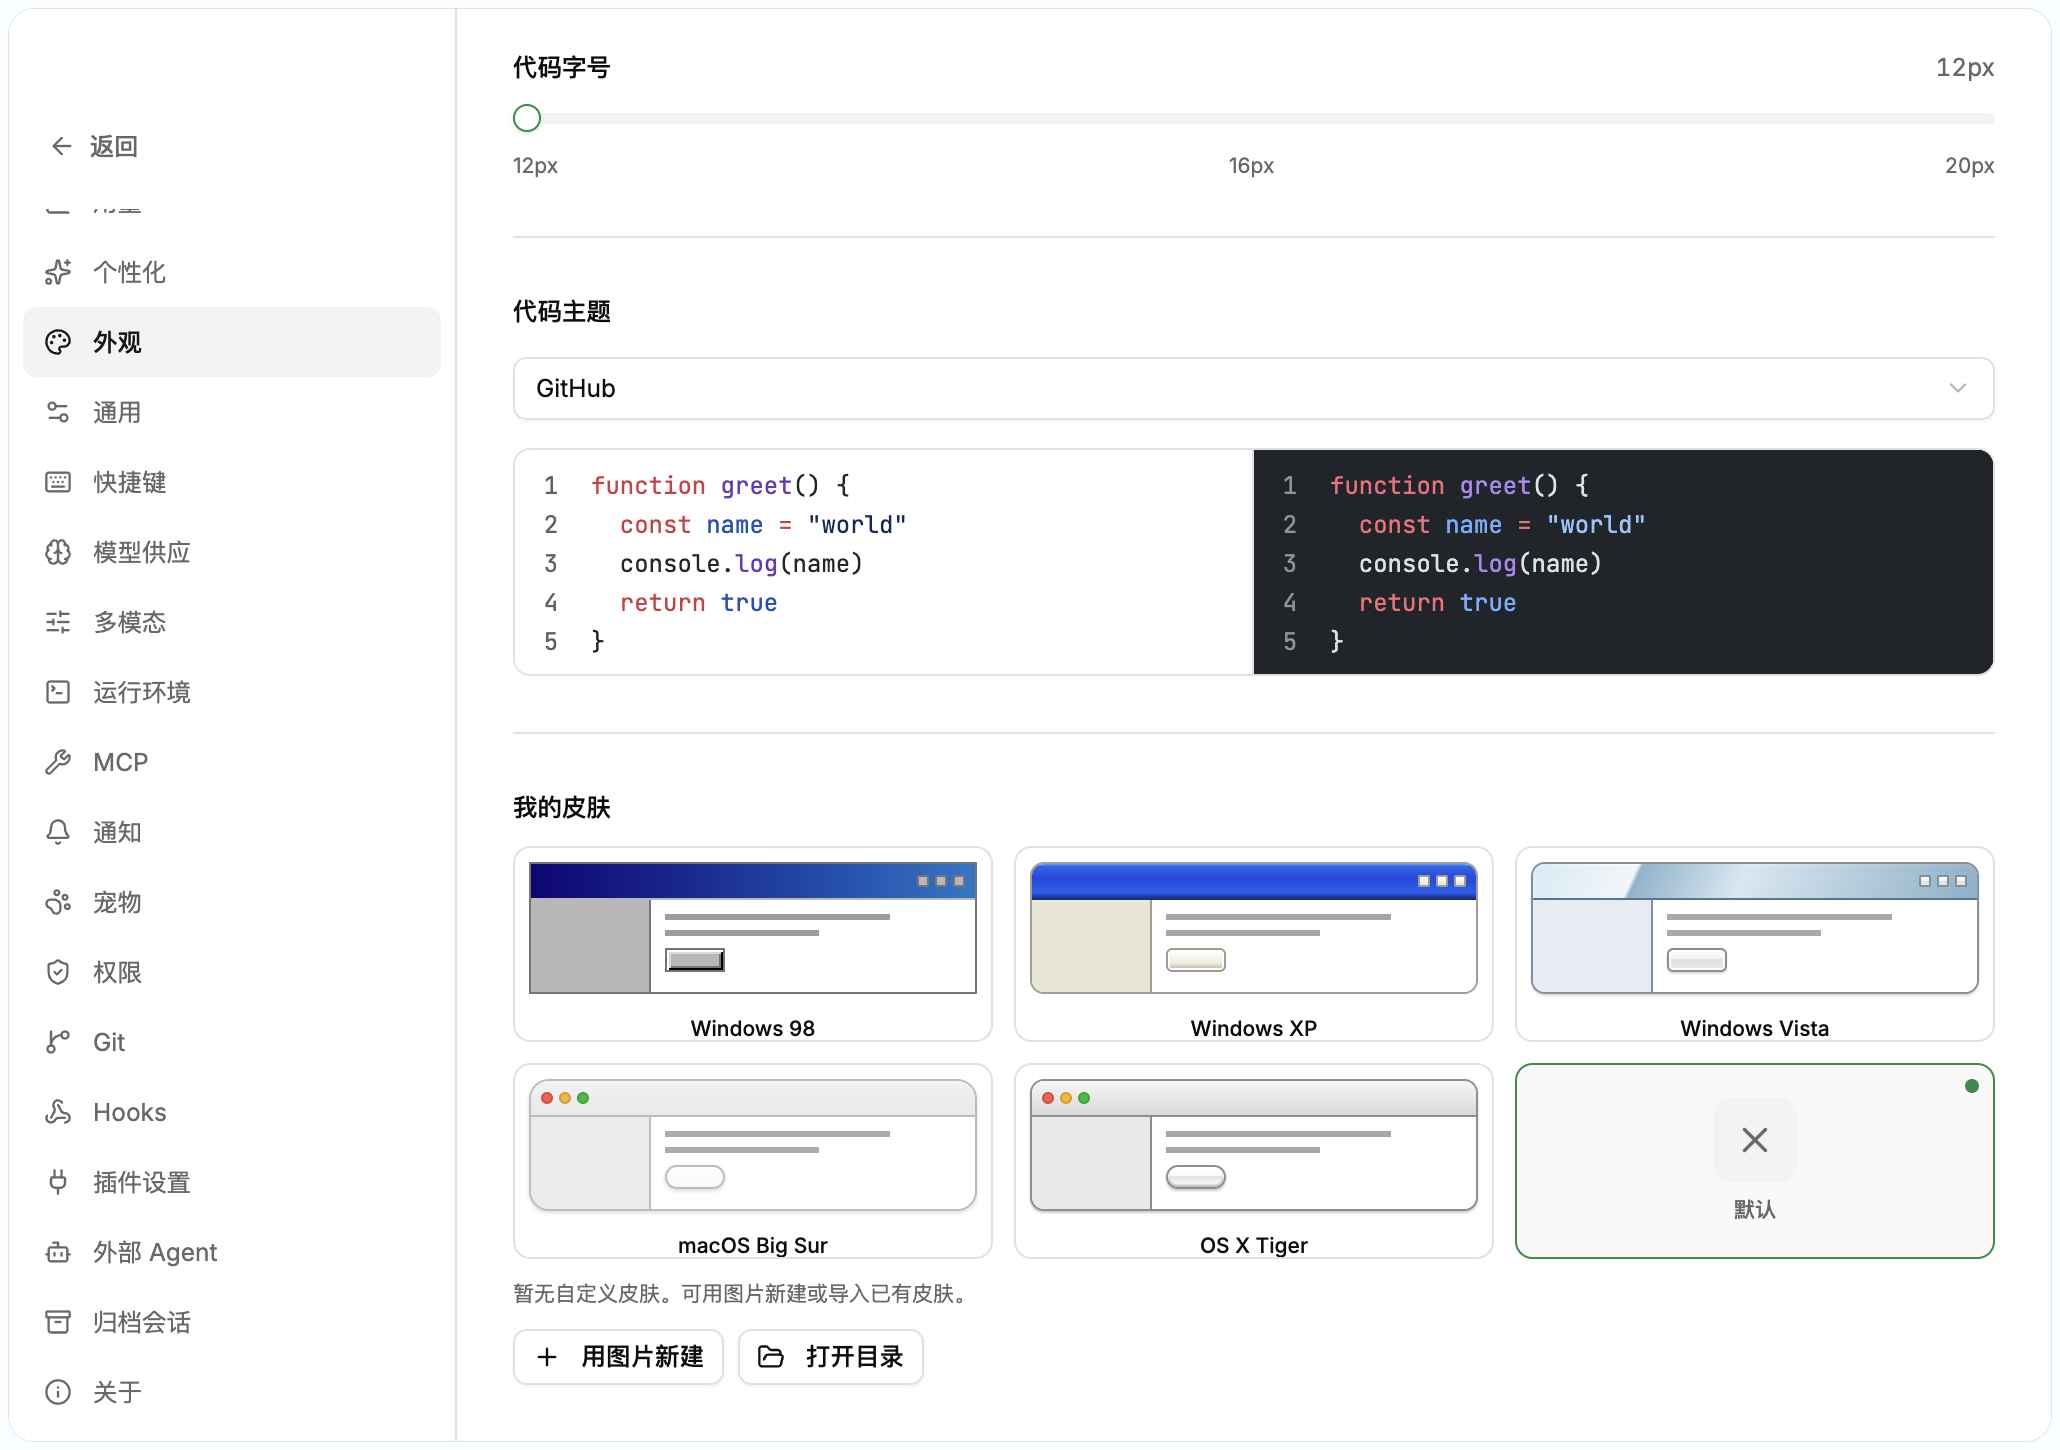 返回
个性化
外观
通用
快捷键
模型供应
多模态
运行环境
MCP
通知
宠物
权限
Git
Hooks
插件设置
外部 Agent
归档会话
关于
代码字号
12px
12px
16px
20px
代码主题
GitHub
1 function greet() {
2   const name = "world"
3   console.log(name)
4   return true
5 }
1 function greet() {
2   const name = "world"
3   console.log(name)
4   return true
5 }
我的皮肤
Windows 98
Windows XP
Windows Vista
macOS Big Sur
OS X Tiger
默认
暂无自定义皮肤。可用图片新建或导入已有皮肤。
用图片新建
打开目录